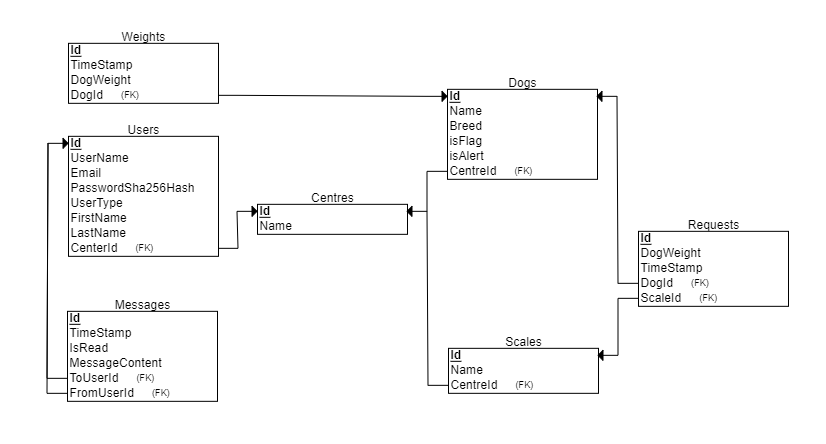 Weights
Id
TimeStamp
DogWeight
DogId (FK)
Users
Id
UserName
Email
PasswordSha256Hash
UserType
FirstName
LastName
CenterId (FK)
Messages
Id
TimeStamp
IsRead
MessageContent
ToUserId (FK)
FromUserId (FK)
Centres
Id
Name
Dogs
Id
Name
Breed
isFlag
isAlert
CentreId (FK)
Scales
Id
Name
CentreId (FK)
Requests
Id
DogWeight
TimeStamp
DogId (FK)
ScaleId (FK)